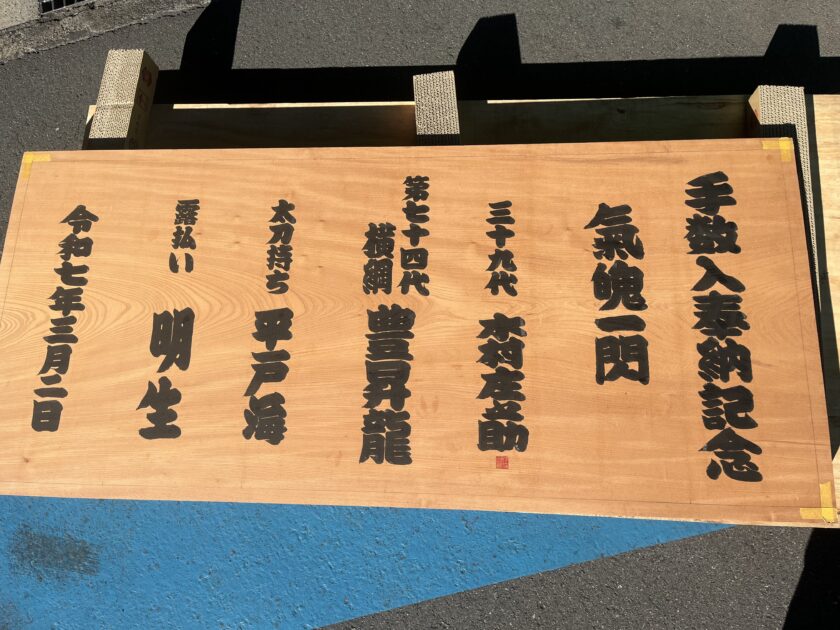 手数入奉納記念
氣魄一閃
三十九代 木村庄之助
第七十四代
横綱 豊昇龍
太刀持ち 平戸海
露払い 明生
令和七年三月二日